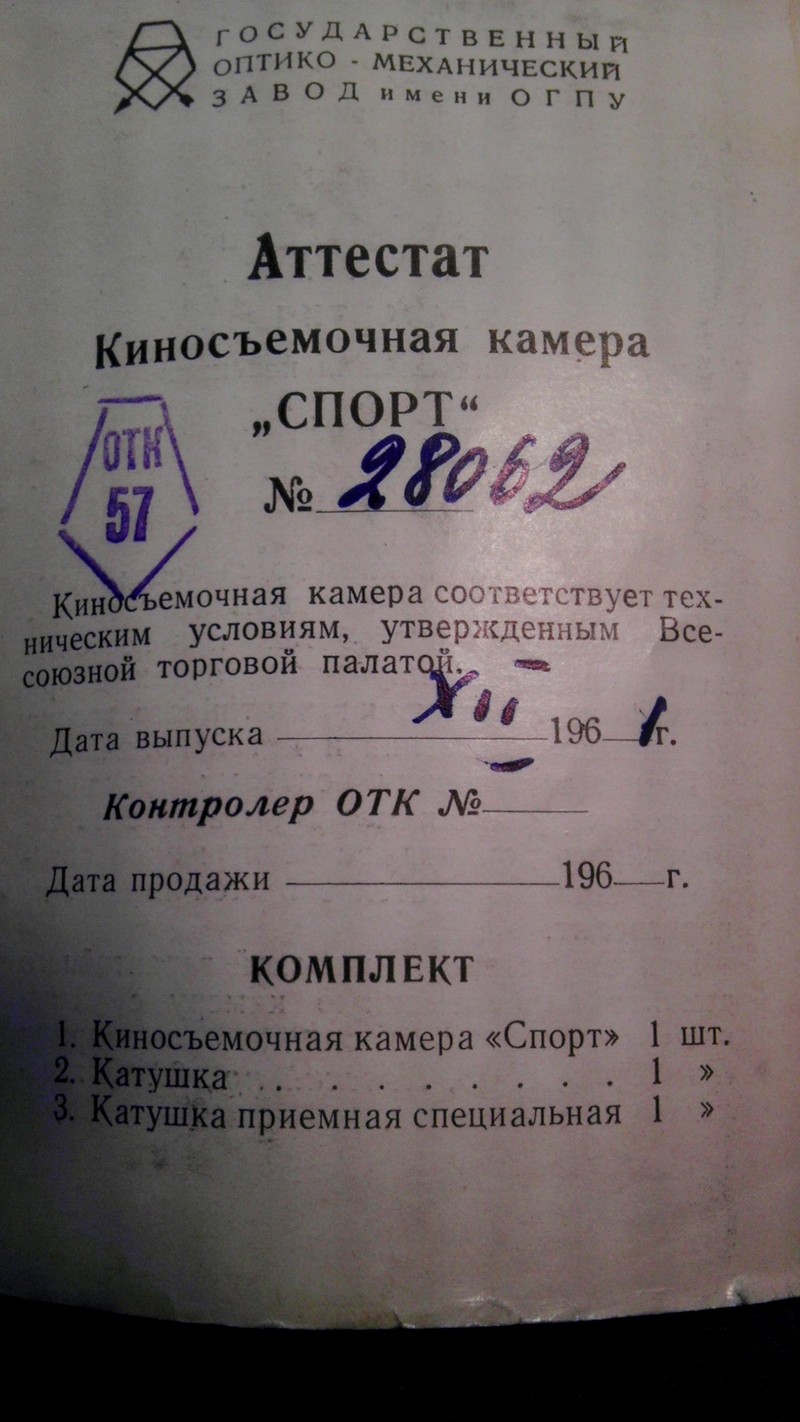 ГОСУДАРСТВЕННЫЙ
ОПТИКО - МЕХАНИЧЕСКИЙ
ЗАВОД имени ОГПУ
Аттестат
Киносъемочная камера
„СПОРТ“
ОТК
57
№ 28062
Киносъемочная камера соответствует тех-
ническим условиям, утвержденным Все-
союзной торговой палатой.
Дата выпуска XII 1961 г.
Контролер ОТК №
Дата продажи 196 г.
КОМПЛЕКТ
1. Киносъемочная камера «Спорт» 1 шт.
2. Катушка . . . . . . . . . 1 »
3. Катушка приемная специальная 1 »